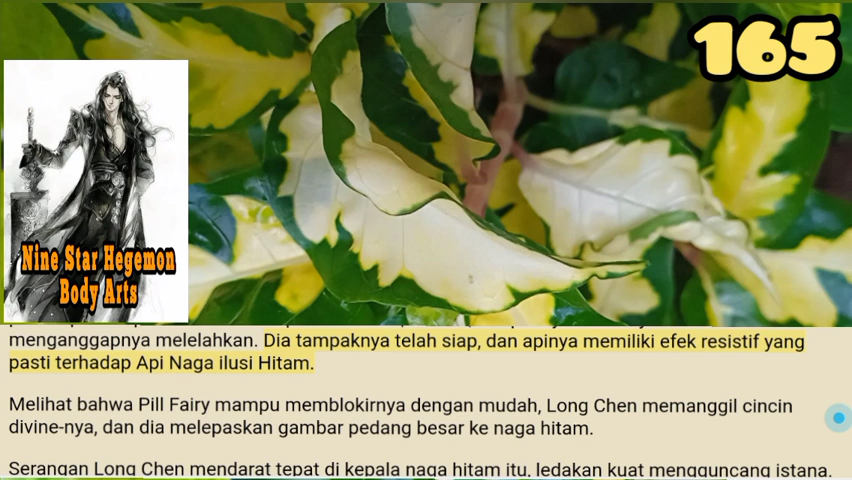 165
Nine Star Hegemon
Body Arts
menganggapnya melelahkan. Dia tampaknya telah siap, dan apinya memiliki efek resistif yang
pasti terhadap Api Naga ilusi Hitam.
Melihat bahwa Pill Fairy mampu memblokirnya dengan mudah, Long Chen memanggil cincin
divine-nya, dan dia melepaskan gambar pedang besar ke naga hitam.
Serangan Long Chen mendarat tepat di kepala naga hitam itu, ledakan kuat mengguncang istana.